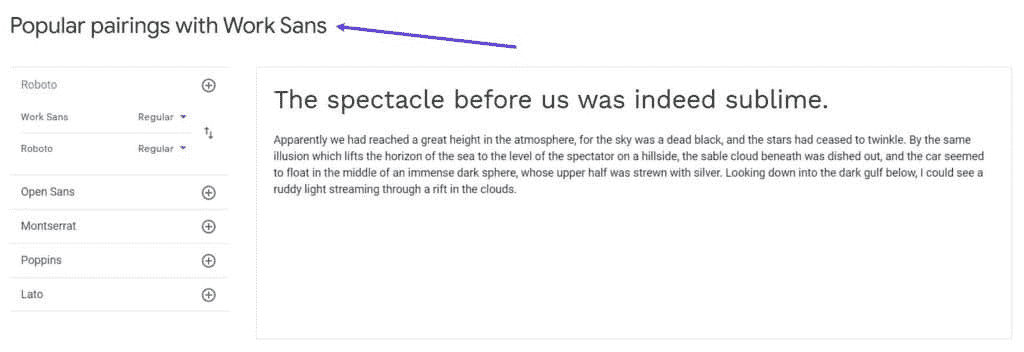 Popular pairings with Work Sans
Roboto
Work Sans Regular
Roboto Regular
Open Sans
Montserrat
Poppins
Lato
The spectacle before us was indeed sublime.
Apparently we had reached a great height in the atmosphere, for the sky was a dead black, and the stars had ceased to twinkle. By the same
illusion which lifts the horizon of the sea to the level of the spectator on a hillside, the sable cloud beneath was dished out, and the car seemed
to float in the middle of an immense dark sphere, whose upper half was strewn with silver. Looking down into the dark gulf below, I could see a
ruddy light streaming through a rift in the clouds.